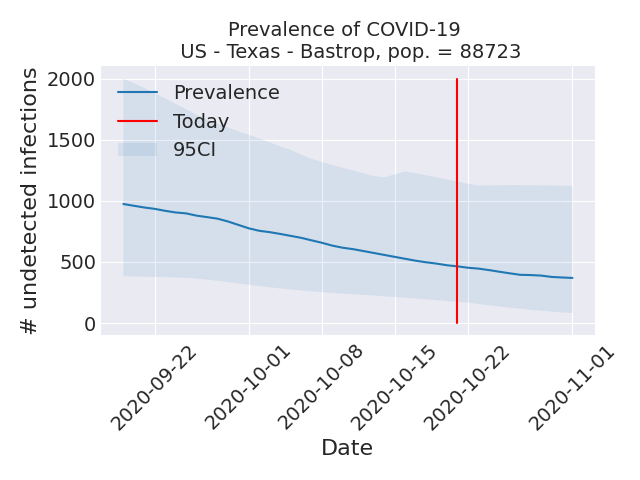 Prevalence of COVID-19
US - Texas - Bastrop, pop. = 88723
# undetected infections
2000
1500
1000
500
0
Prevalence
Today
95CI
2020-09-22
2020-10-01
2020-10-08
2020-10-15
2020-10-22
2020-11-01
Date